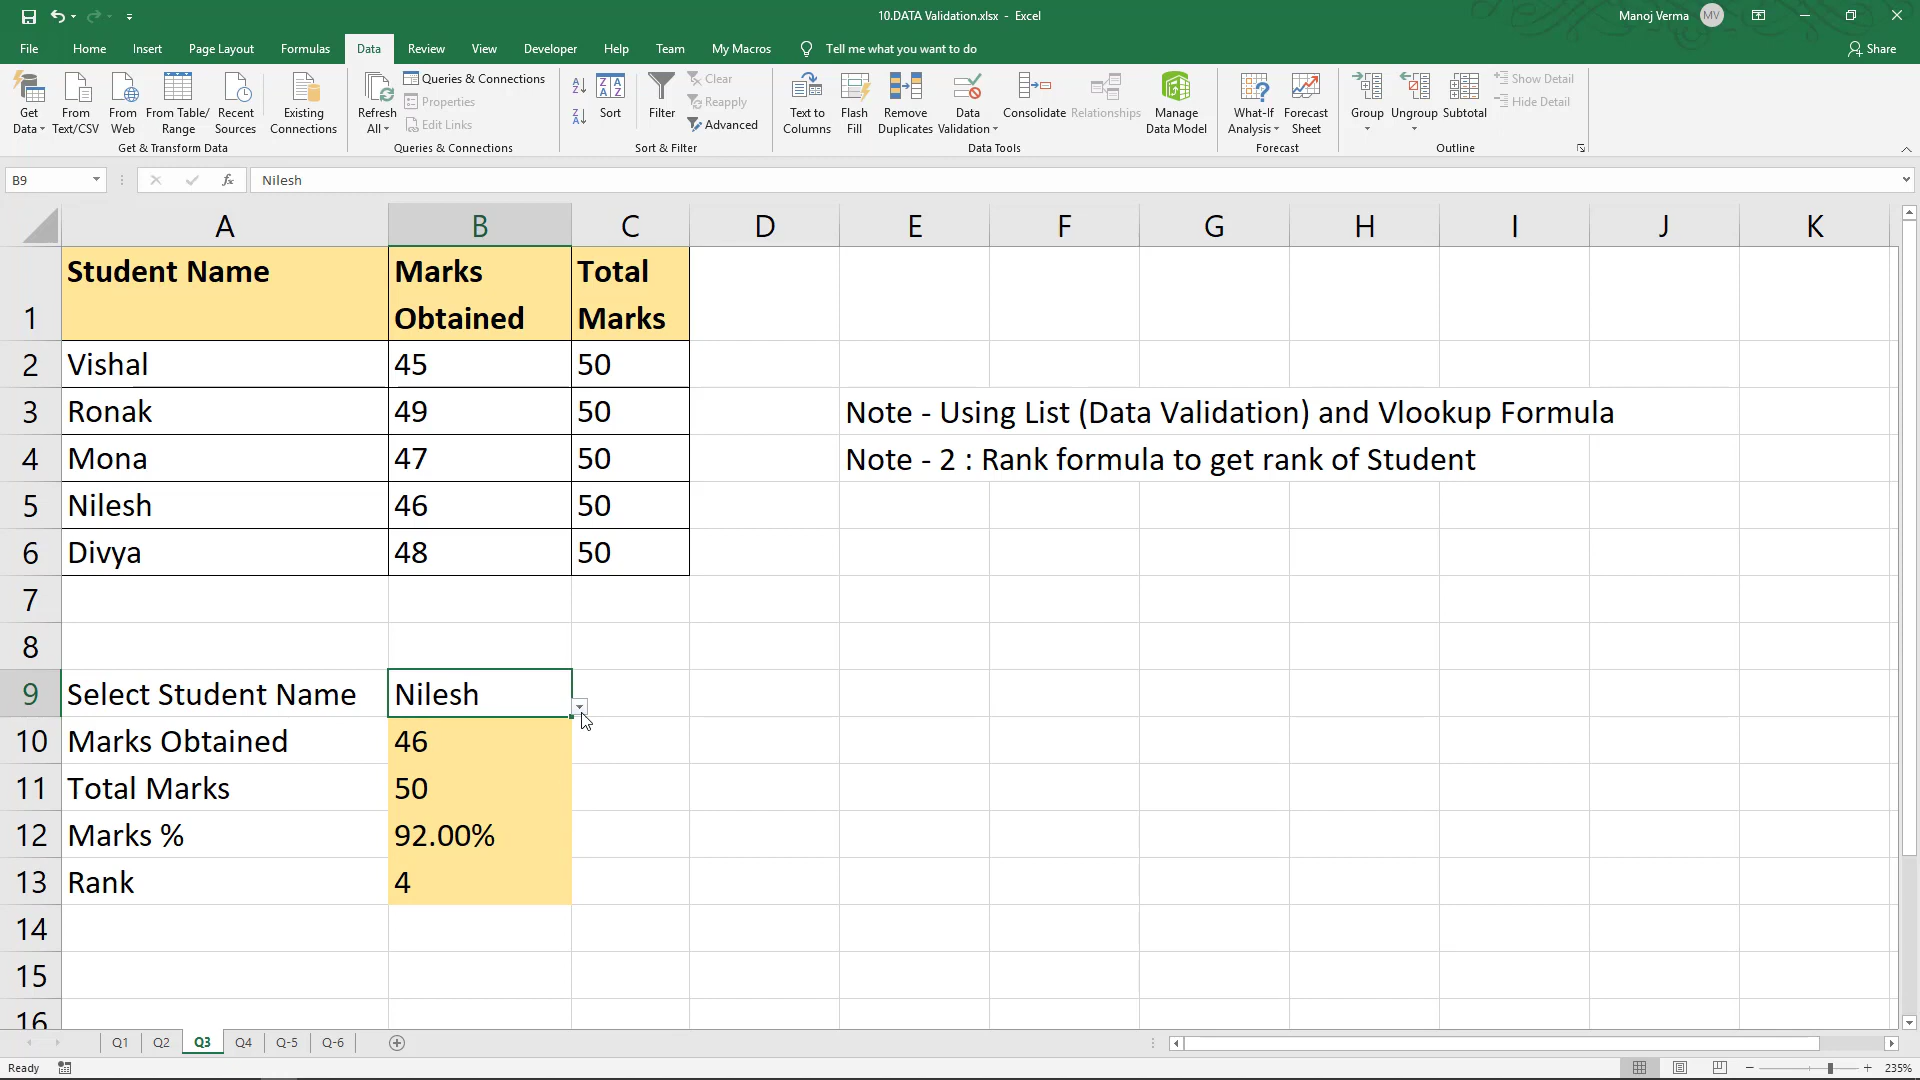 10.DATA Validation.xlsx - Excel
Manoj Verma MV
File Home Insert Page Layout Formulas Data Review View Developer Help Team My Macros Tell me what you want to do Share
Get Data
From Text/CSV
From Web
From Table/ Range
Recent Sources
Existing Connections
Get & Transform Data
Refresh All
Queries & Connections
Properties
Edit Links
Queries & Connections
Sort
Filter
Clear
Reapply
Advanced
Sort & Filter
Text to Columns
Flash Fill
Remove Duplicates
Data Validation
Consolidate
Relationships
Manage Data Model
Data Tools
What-If Analysis
Forecast Sheet
Forecast
Group
Ungroup
Subtotal
Show Detail
Hide Detail
Outline
B9 fx Nilesh
A B C D E F G H I J K
1 Student Name Marks Obtained Total Marks
2 Vishal 45 50
3 Ronak 49 50 Note - Using List (Data Validation) and Vlookup Formula
4 Mona 47 50 Note - 2 : Rank formula to get rank of Student
5 Nilesh 46 50
6 Divya 48 50
7
8
9 Select Student Name Nilesh
10 Marks Obtained 46
11 Total Marks 50
12 Marks % 92.00%
13 Rank 4
14
15
16
Q1 Q2 Q3 Q4 Q-5 Q-6
Ready 235%